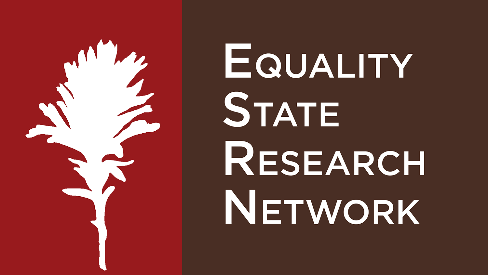 EQUALITY
STATE
RESEARCH
NETWORK